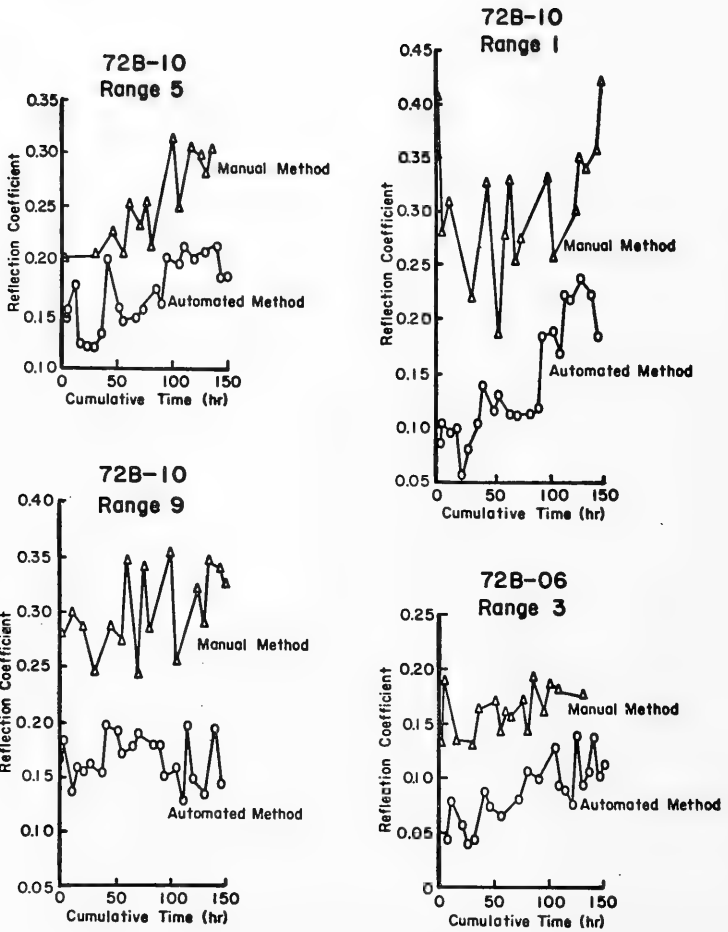 72B-10
Range 5
0.35
0.30
0.25
0.20
0.15
0.10
Reflection Coefficient
Manual Method
Automated Method
0 50 100 150
Cumulative Time (hr)
72B-10
Range 1
0.45
0.40
0.35
0.30
0.25
0.20
0.15
0.10
0.05
Reflection Coefficient
Manual Method
Automated Method
0 50 100 150
Cumulative Time (hr)
72B-10
Range 9
0.40
0.35
0.30
0.25
0.20
0.15
0.10
0.05
Reflection Coefficient
Manual Method
Automated Method
0 50 100 150
Cumulative Time (hr)
72B-06
Range 3
0.25
0.20
0.15
0.10
0.05
0
Reflection Coefficient
Manual Method
Automated Method
0 50 100 150
Cumulative Time (hr)